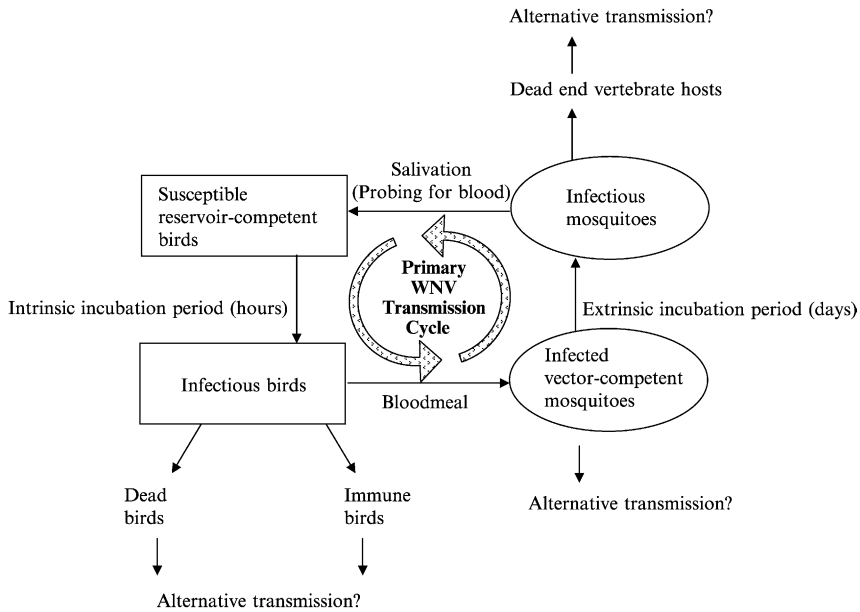 Alternative transmission?
Dead end vertebrate hosts
Salivation
(Probing for blood)
Susceptible
reservoir-competent
birds
Infectious
mosquitoes
Primary
WNV
Transmission
Cycle
Intrinsic incubation period (hours)
Extrinsic incubation period (days)
Infectious birds
Bloodmeal
Infected
vector-competent
mosquitoes
Dead
birds
Immune
birds
Alternative transmission?
Alternative transmission?